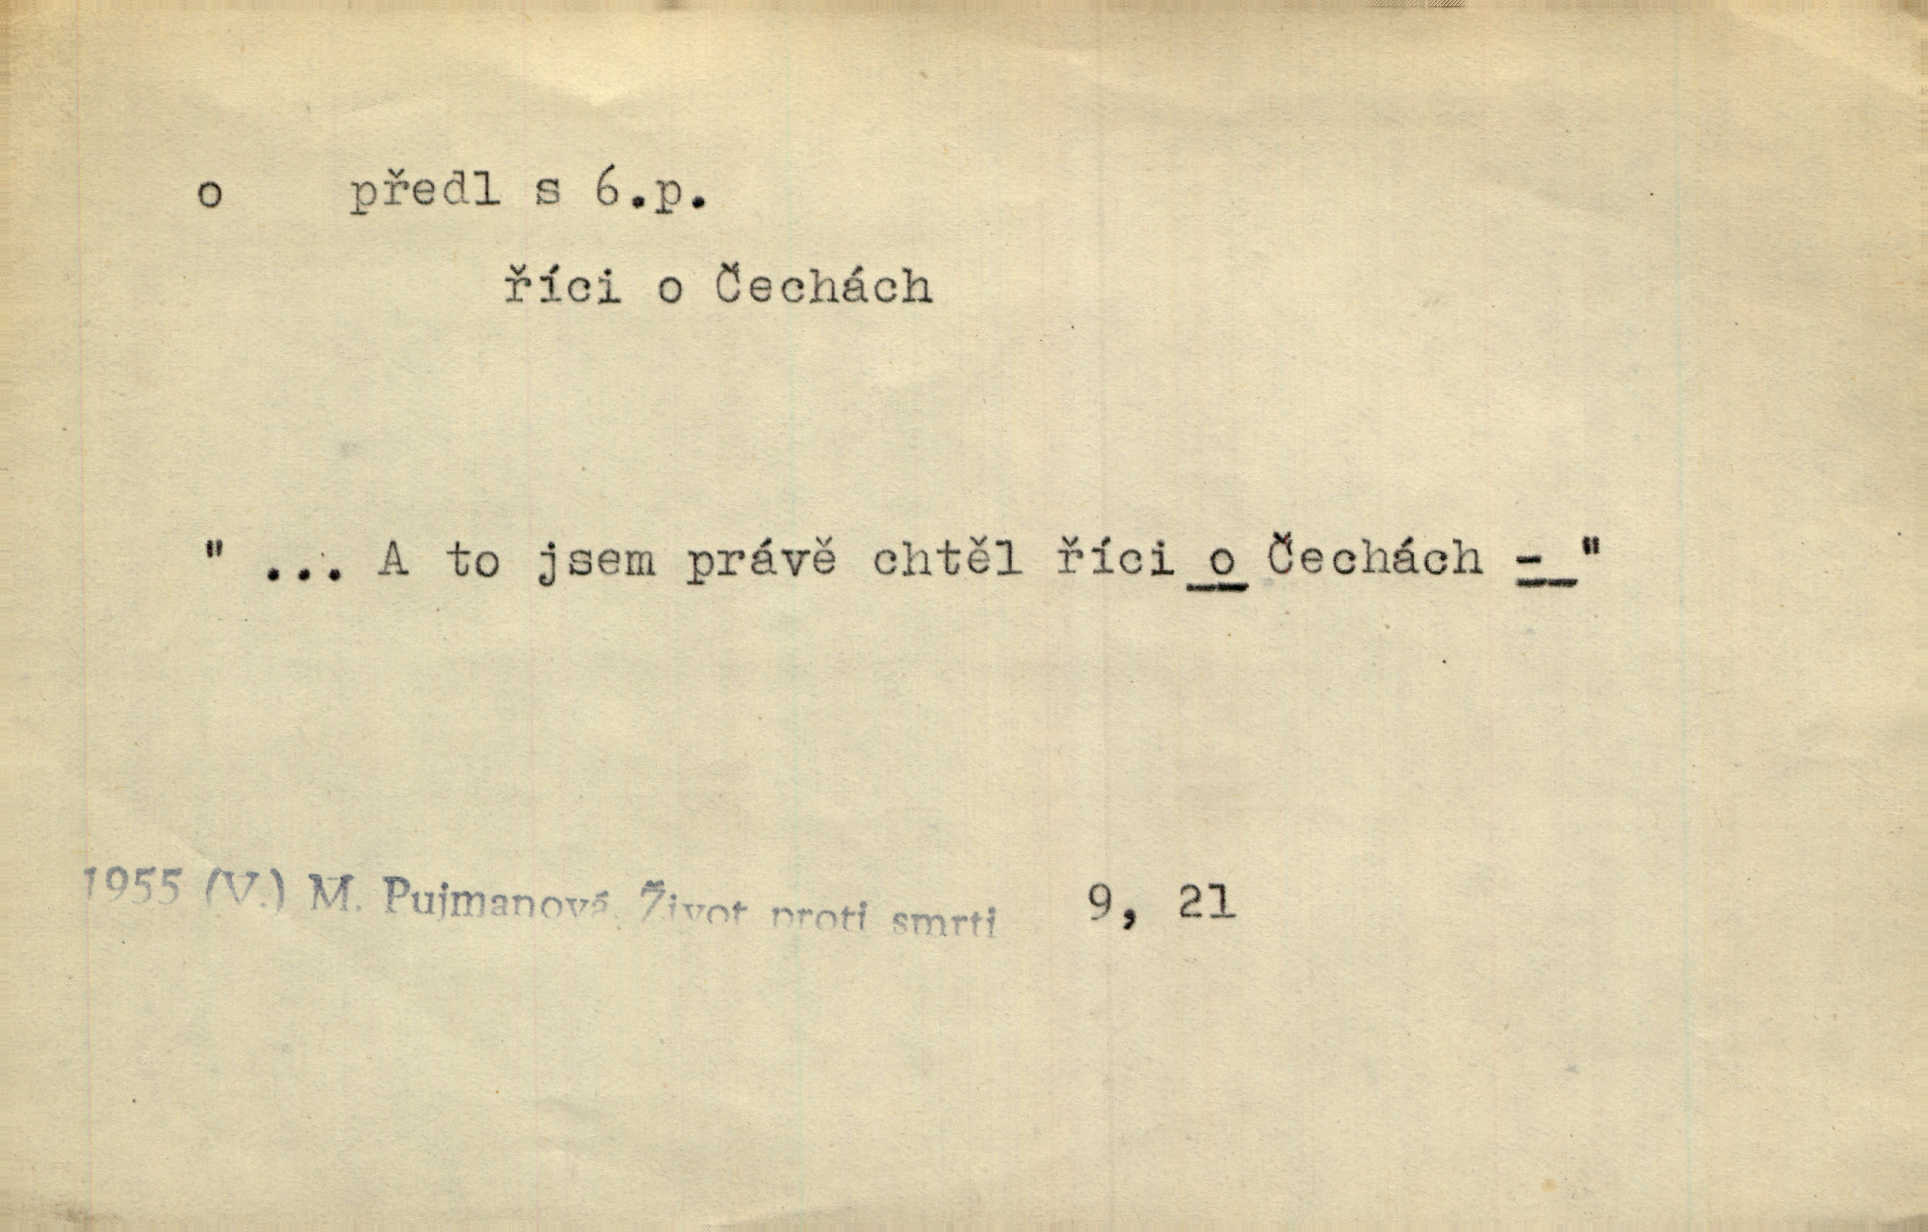 o předl s 6.p.
říci o Čechách
" ... A to jsem právě chtěl říci o Čechách - "
1955 (V.) M. Pujmanová, Život proti smrti 9, 21